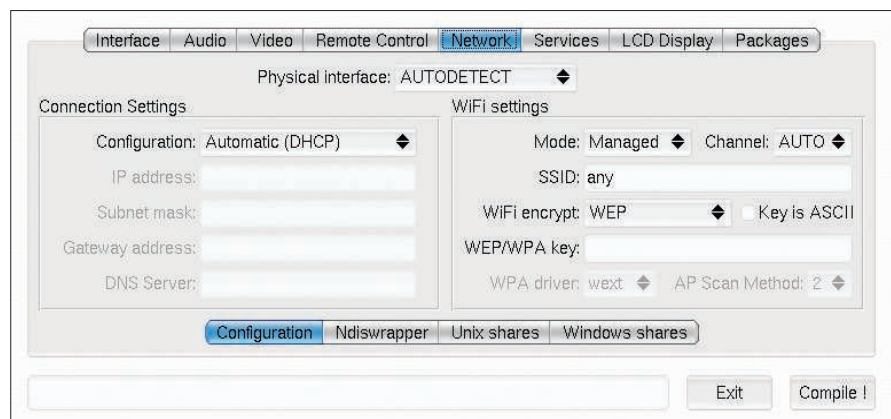 Interface Audio Video Remote Control Network Services LCD Display Packages
Physical interface: AUTODETECT
Connection Settings
Configuration: Automatic (DHCP)
IP address:
Subnet mask:
Gateway address:
DNS Server:
WiFi settings
Mode: Managed Channel: AUTO
SSID: any
WiFi encrypt: WEP Key is ASCII
WEP/WPA key:
WPA driver: wext AP Scan Method: 2
Configuration Ndiswrapper Unix shares Windows shares
Exit Compile !